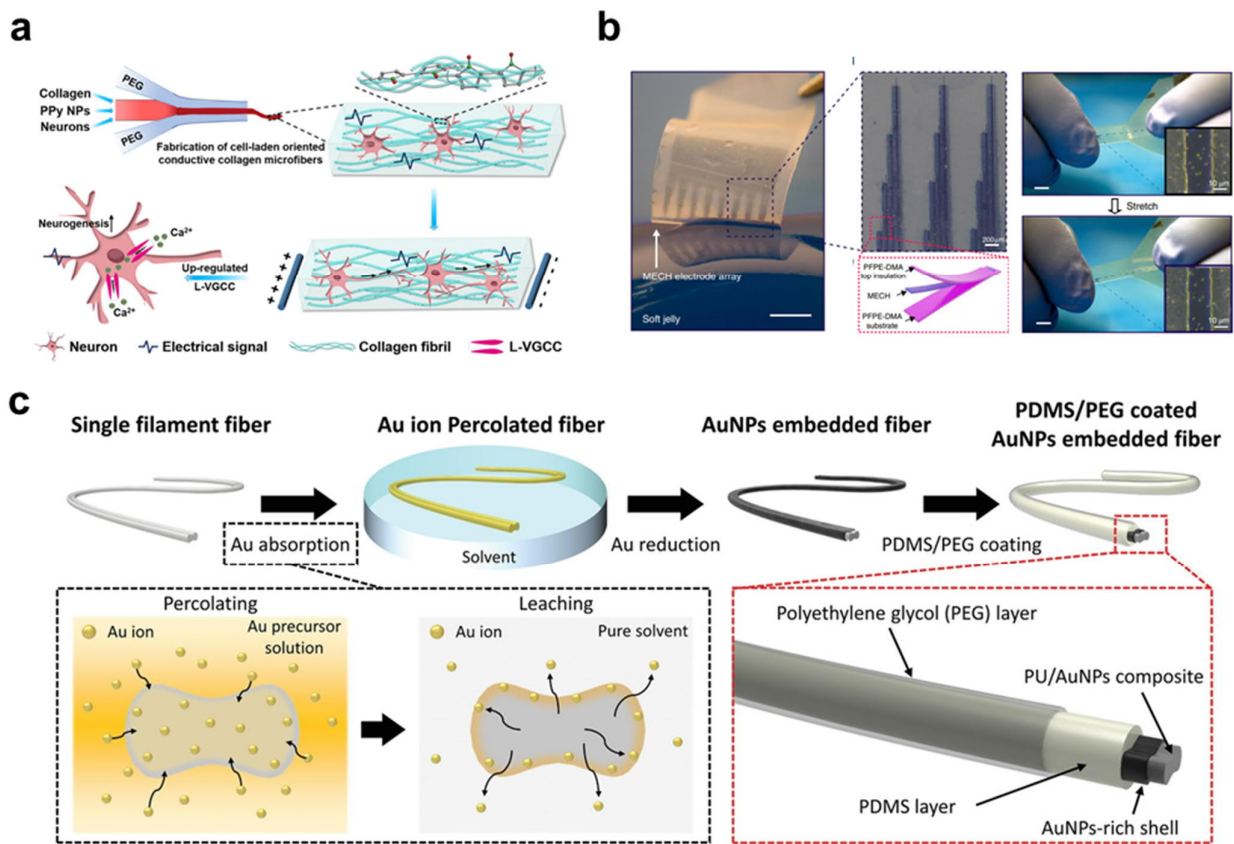 a
PEG
Collagen
PPy NPs
Neurons
PEG
Fabrication of cell-laden oriented
conductive collagen microfibers
Neurogenesis
Ca²⁺
Up-regulated
L-VGCC
Ca²⁺
+++
---
Neuron
Electrical signal
Collagen fibril
L-VGCC
b
MECH electrode array
Soft jelly
200 µm
PFPE-DMA
top insulation
MECH
PFPE-DMA
substrate
10 µm
Stretch
10 µm
c
Single filament fiber
Au ion Percolated fiber
AuNPs embedded fiber
PDMS/PEG coated
AuNPs embedded fiber
Au absorption
Solvent
Au reduction
PDMS/PEG coating
Percolating
Au ion
Au precursor
solution
Leaching
Au ion
Pure solvent
Polyethylene glycol (PEG) layer
PU/AuNPs composite
PDMS layer
AuNPs-rich shell